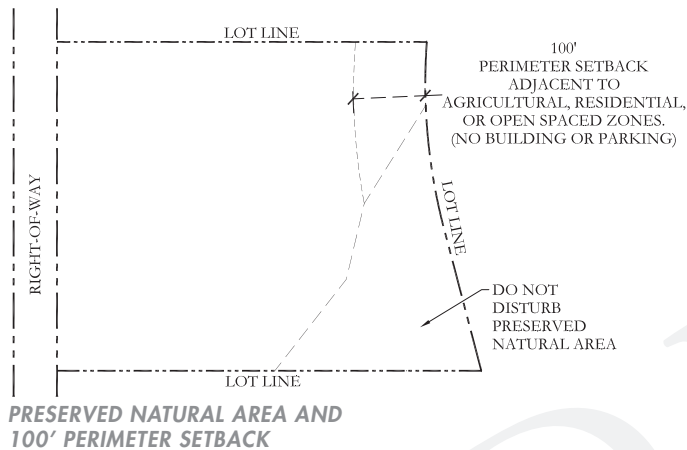 LOT LINE
100'
PERIMETER SETBACK
ADJACENT TO
AGRICULTURAL, RESIDENTIAL,
OR OPEN SPACED ZONES.
(NO BUILDING OR PARKING)
RIGHT-OF-WAY
LOT LINE
DO NOT
DISTURB
PRESERVED
NATURAL AREA
LOT LINE
PRESERVED NATURAL AREA AND
100' PERIMETER SETBACK